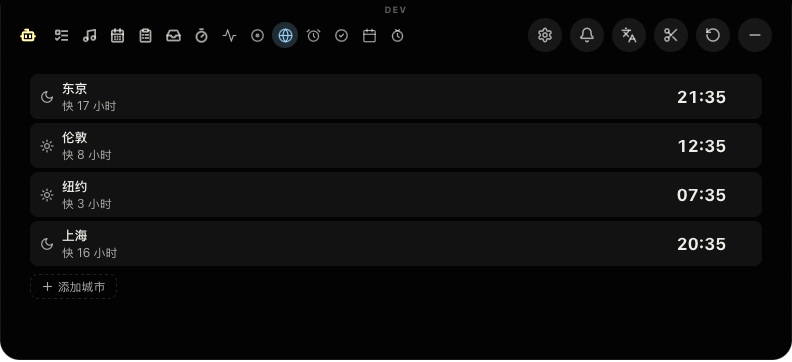 DEV
东京
快 17 小时
21:35
伦敦
快 8 小时
12:35
纽约
快 3 小时
07:35
上海
快 16 小时
20:35
+ 添加城市